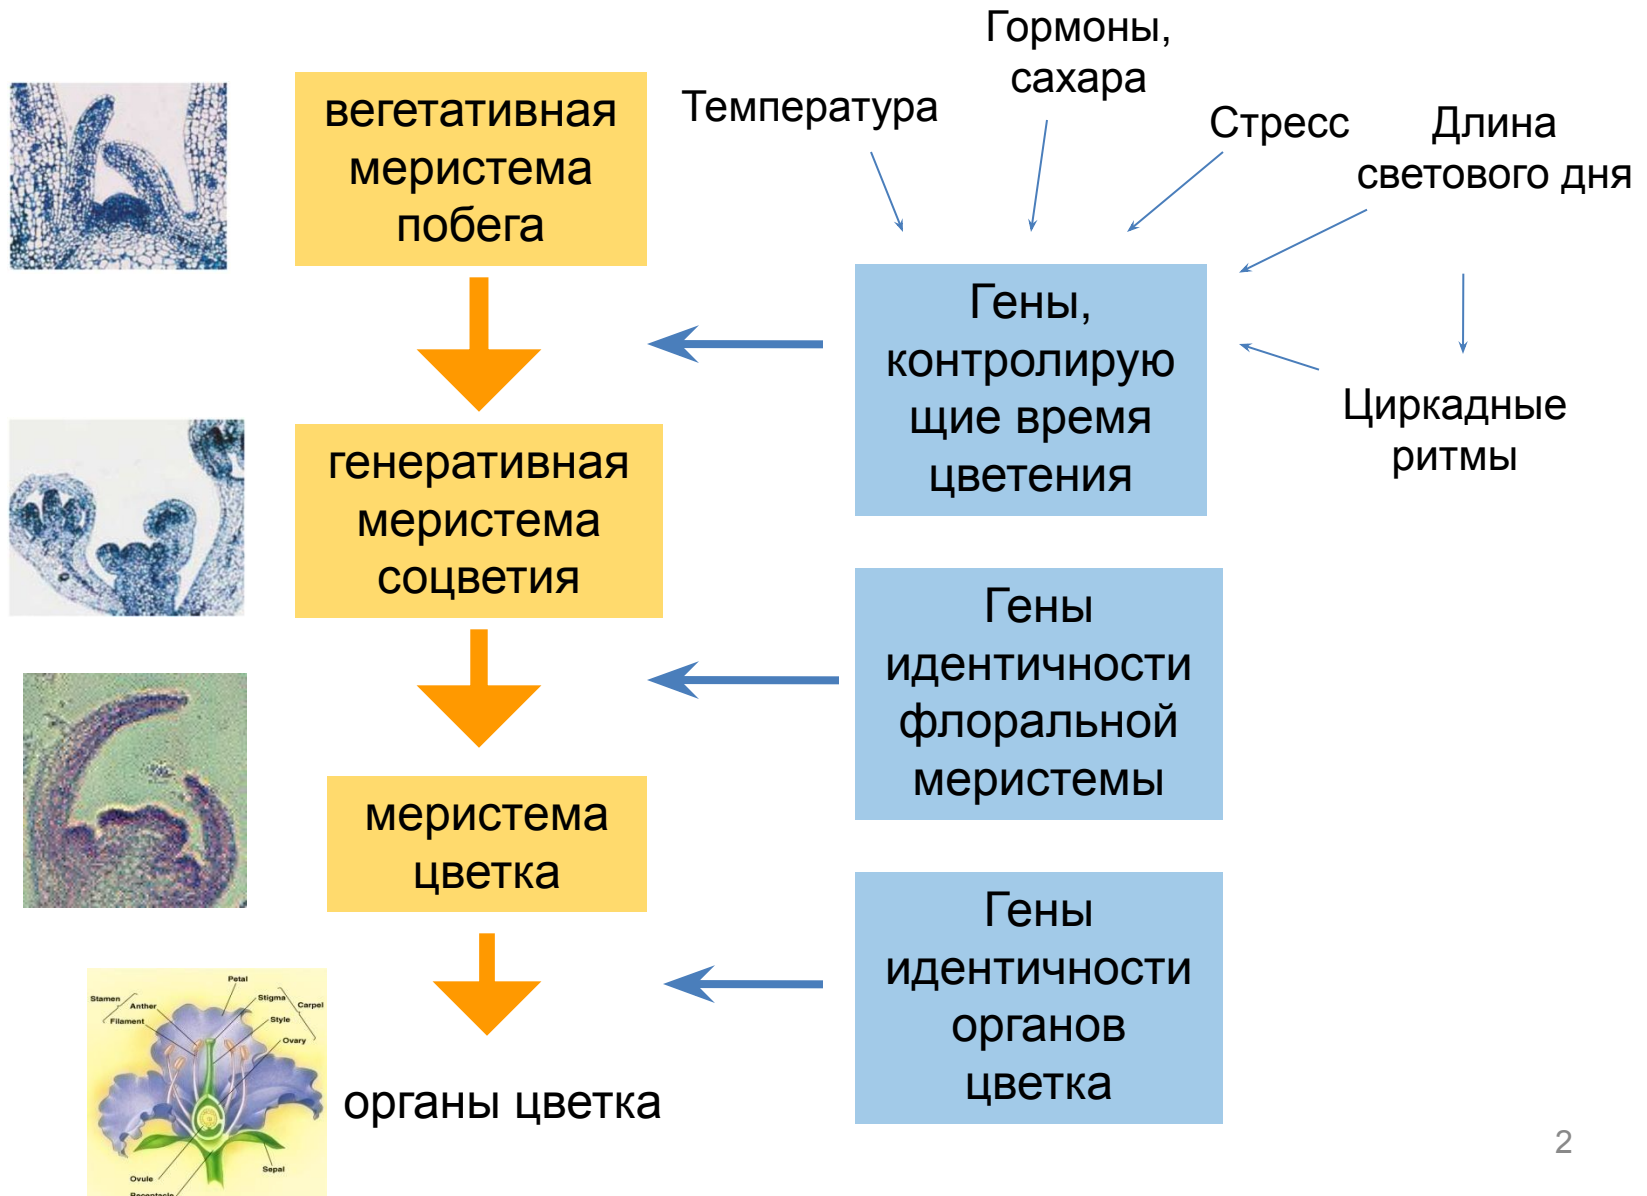 Гормоны,
сахара
Температура
Стресс
Длина
светового дня
вегетативная
меристема
побега
Гены,
контролирую
щие время
цветения
Циркадные
ритмы
генеративная
меристема
соцветия
Гены
идентичности
флоральной
меристемы
меристема
цветка
Гены
идентичности
органов
цветка
Petal
Stamen
Anther
Stigma
Carpel
Filament
Style
Ovary
Sepal
Ovule
Receptacle
органы цветка
2